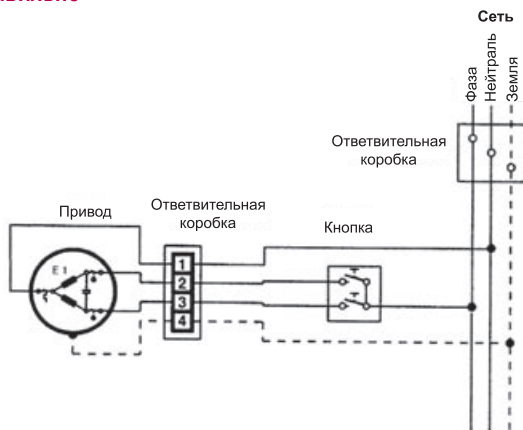 Сеть
Фаза
Нейтраль
Земля
Ответвительная
коробка
Привод
Ответвительная
коробка
Кнопка
E1
1
2
3
4